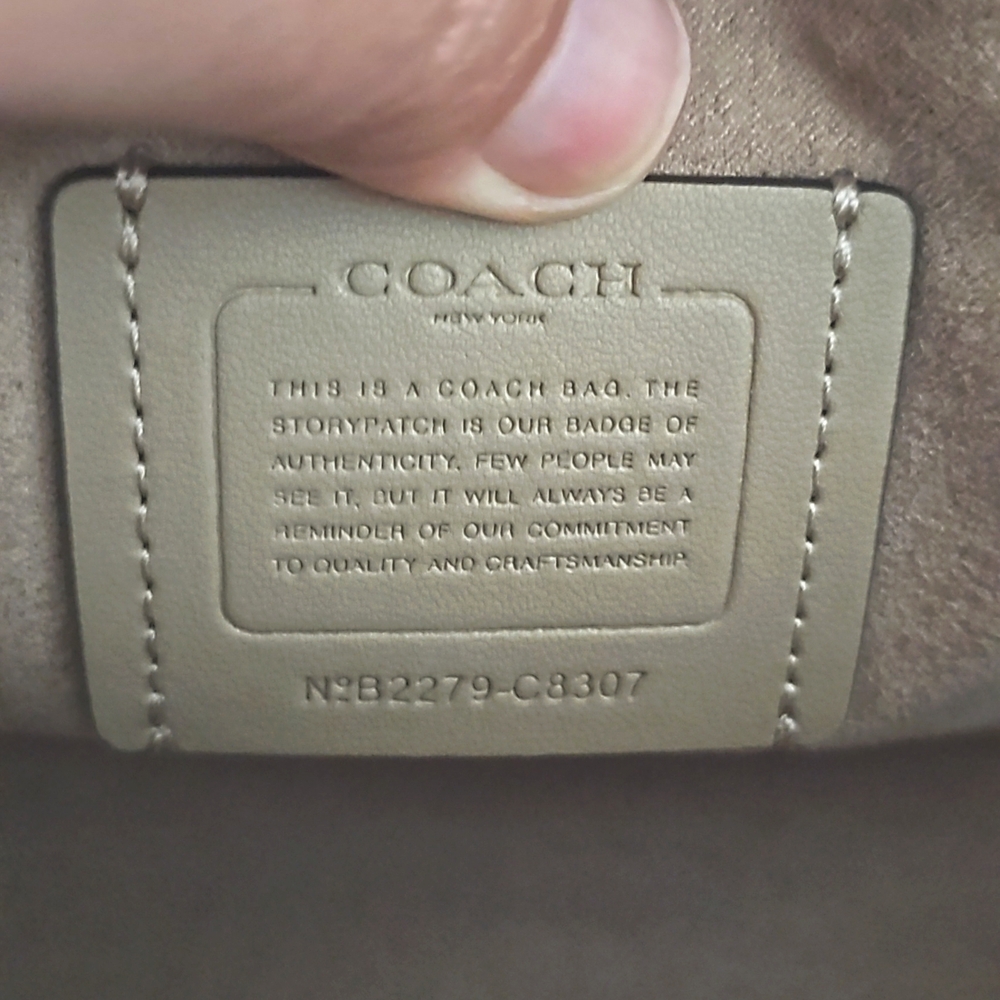 COACH
NEW YORK
THIS IS A COACH BAG. THE
STORYPATCH IS OUR BADGE OF
AUTHENTICITY. FEW PEOPLE MAY
SEE IT, BUT IT WILL ALWAYS BE A
REMINDER OF OUR COMMITMENT
TO QUALITY AND CRAFTSMANSHIP.
NºB2279-C8307